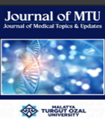 Journal of MTU
Journal of Medical Topics & Updates
MALATYA
TURGUT ÖZAL
UNIVERSITY